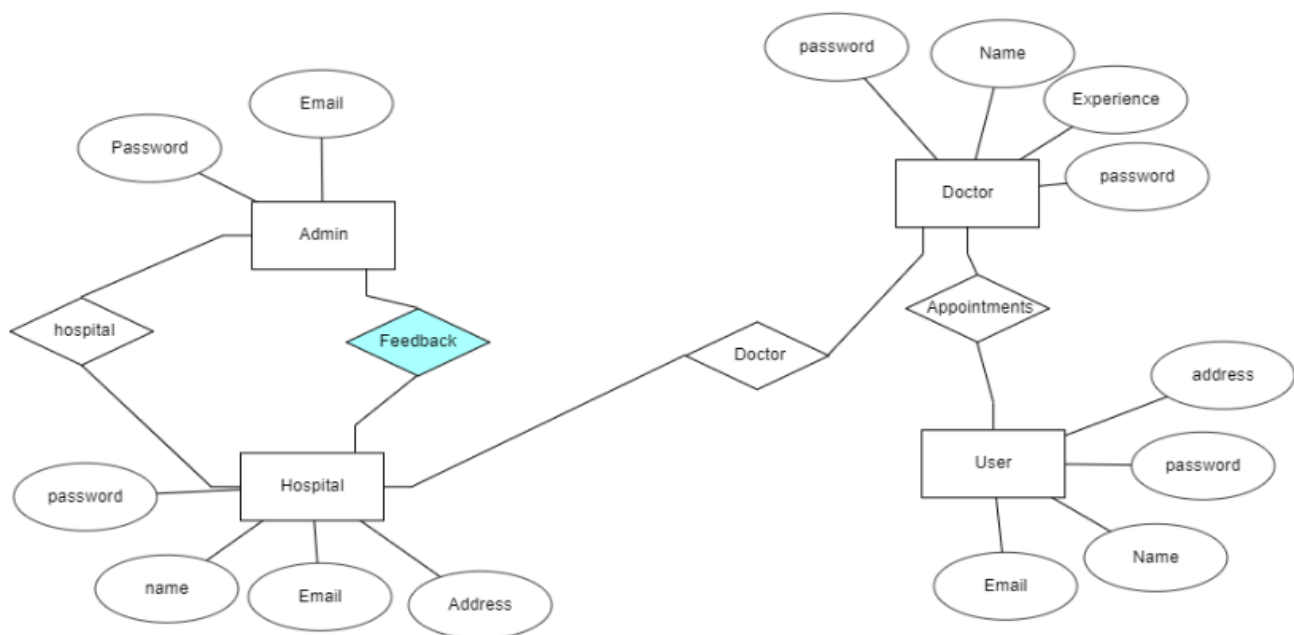 password
Name
Email
Experience
Password
password
Doctor
Admin
hospital
Feedback
Appointments
Doctor
address
User
password
Hospital
password
name
Email
Address
Email
Name